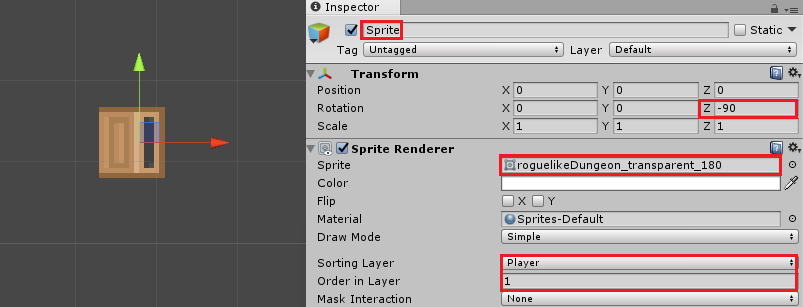 Inspector
Sprite Static
Tag Untagged Layer Default
Transform
Position X 0 Y 0 Z 0
Rotation X 0 Y 0 Z -90
Scale X 1 Y 1 Z 1
Sprite Renderer
Sprite roguelikeDungeon_transparent_180
Color
Flip X Y
Material Sprites-Default
Draw Mode Simple
Sorting Layer Player
Order in Layer 1
Mask Interaction None